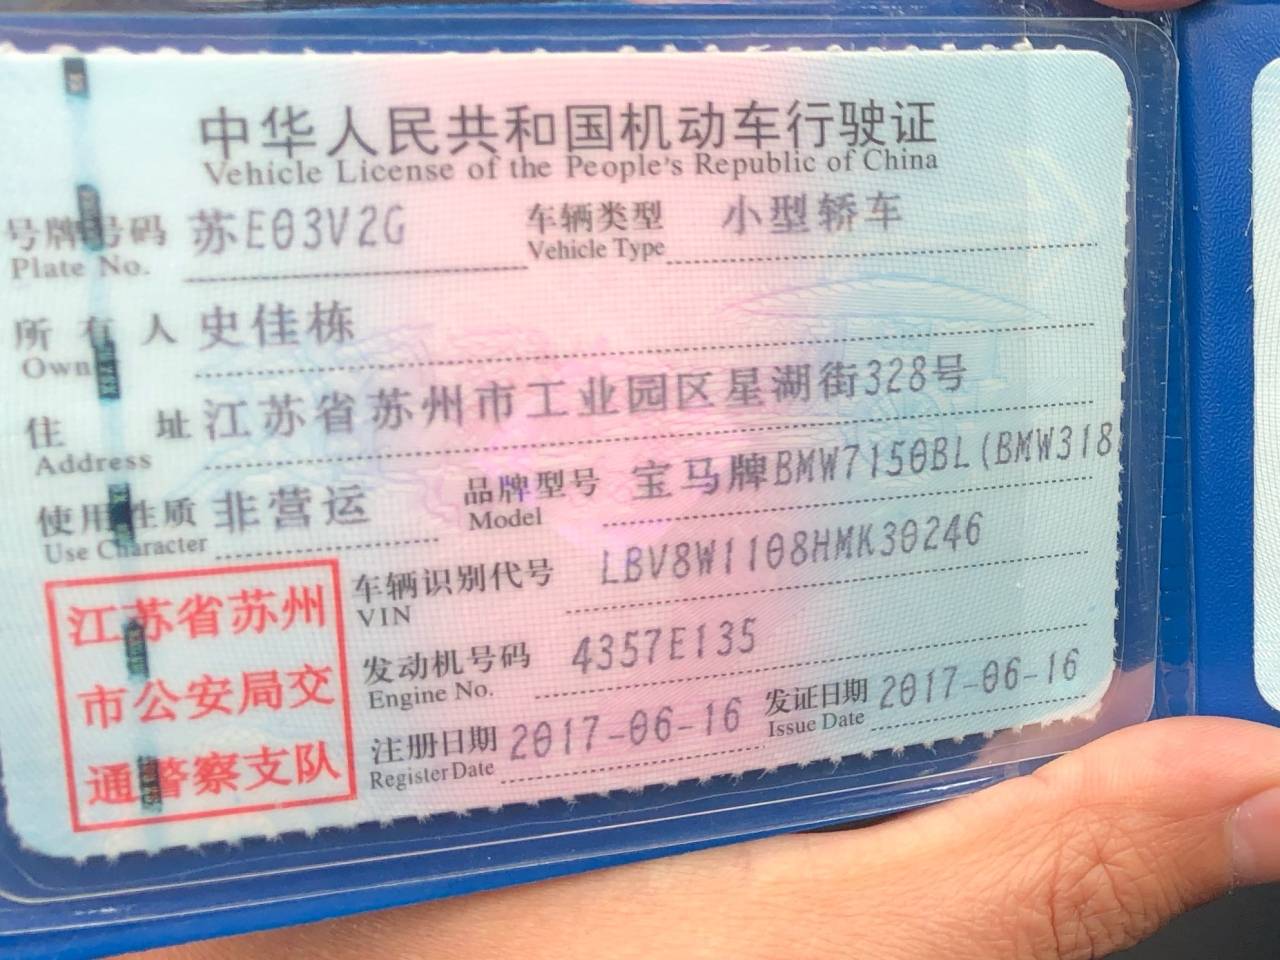 中华人民共和国机动车行驶证
Vehicle License of the People's Republic of China
号牌号码 苏E03V2G 车辆类型 小型轿车
Plate No. Vehicle Type
所有人 史佳栋
Own
住址 江苏省苏州市工业园区星湖街328号
Address
使用性质 非营运 品牌型号 宝马牌BMW7150BL(BMW318
Use Character Model
车辆识别代号 LBV8W1108HMK30246
VIN
发动机号码 4357E135
Engine No.
注册日期 2017-06-16 发证日期 2017-06-16
Register Date Issue Date
江苏省苏州
市公安局交
通警察支队